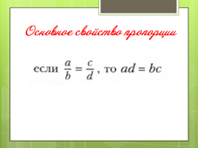 Основное свойство пропорции
если a/b = c/d, то ad = bc